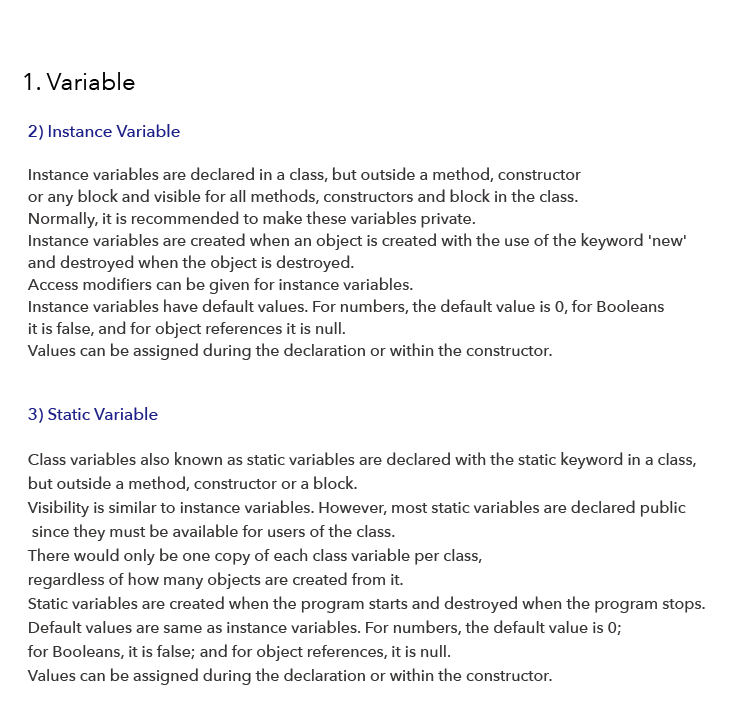 1. Variable
2) Instance Variable
Instance variables are declared in a class, but outside a method, constructor
or any block and visible for all methods, constructors and block in the class.
Normally, it is recommended to make these variables private.
Instance variables are created when an object is created with the use of the keyword 'new'
and destroyed when the object is destroyed.
Access modifiers can be given for instance variables.
Instance variables have default values. For numbers, the default value is 0, for Booleans
it is false, and for object references it is null.
Values can be assigned during the declaration or within the constructor.
3) Static Variable
Class variables also known as static variables are declared with the static keyword in a class,
but outside a method, constructor or a block.
Visibility is similar to instance variables. However, most static variables are declared public
since they must be available for users of the class.
There would only be one copy of each class variable per class,
regardless of how many objects are created from it.
Static variables are created when the program starts and destroyed when the program stops.
Default values are same as instance variables. For numbers, the default value is 0;
for Booleans, it is false; and for object references, it is null.
Values can be assigned during the declaration or within the constructor.